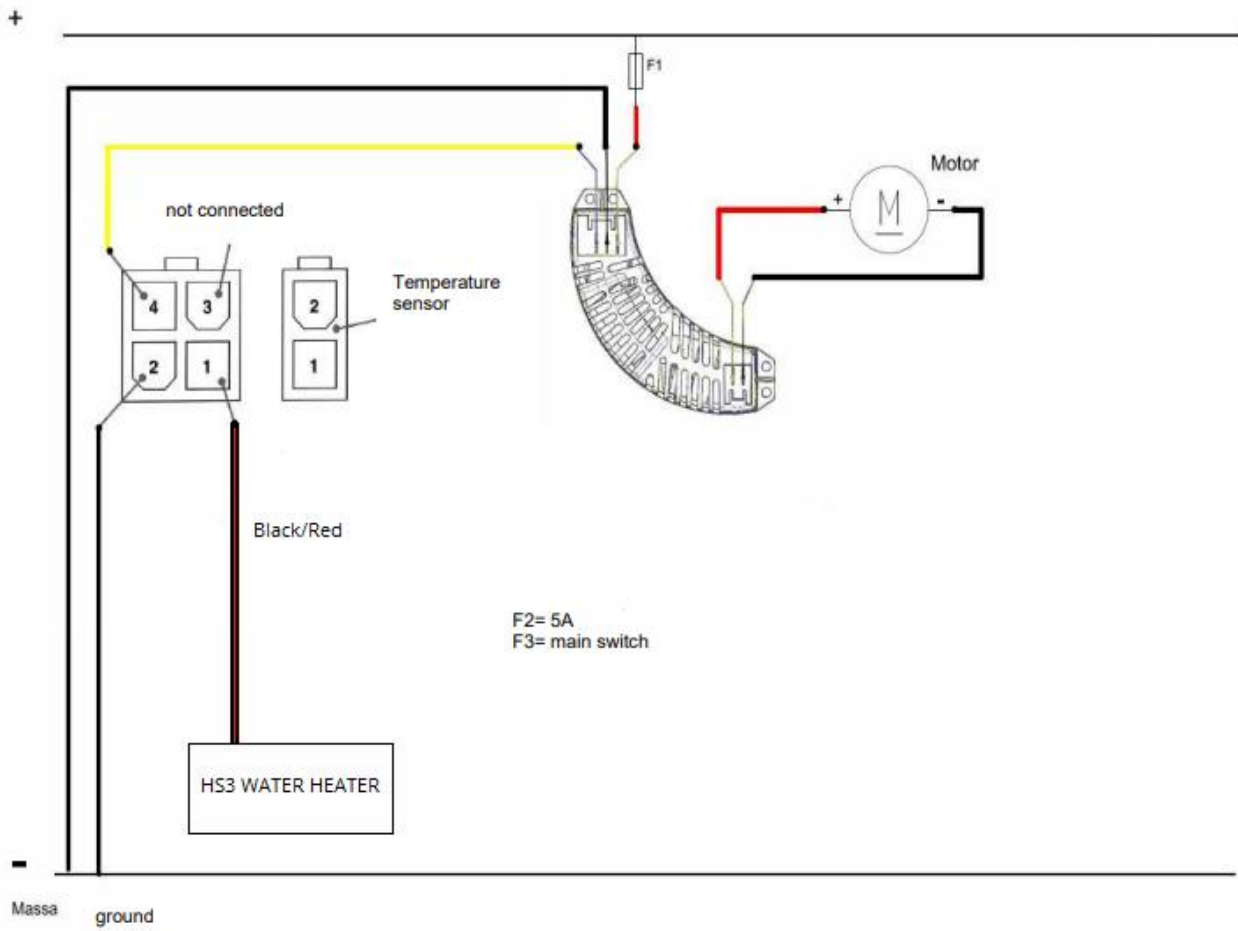 +
F1
Motor
+
M
-
not connected
4
3
2
1
2
1
Temperature
sensor
Black/Red
F2= 5A
F3= main switch
HS3 WATER HEATER
-
Massa
ground